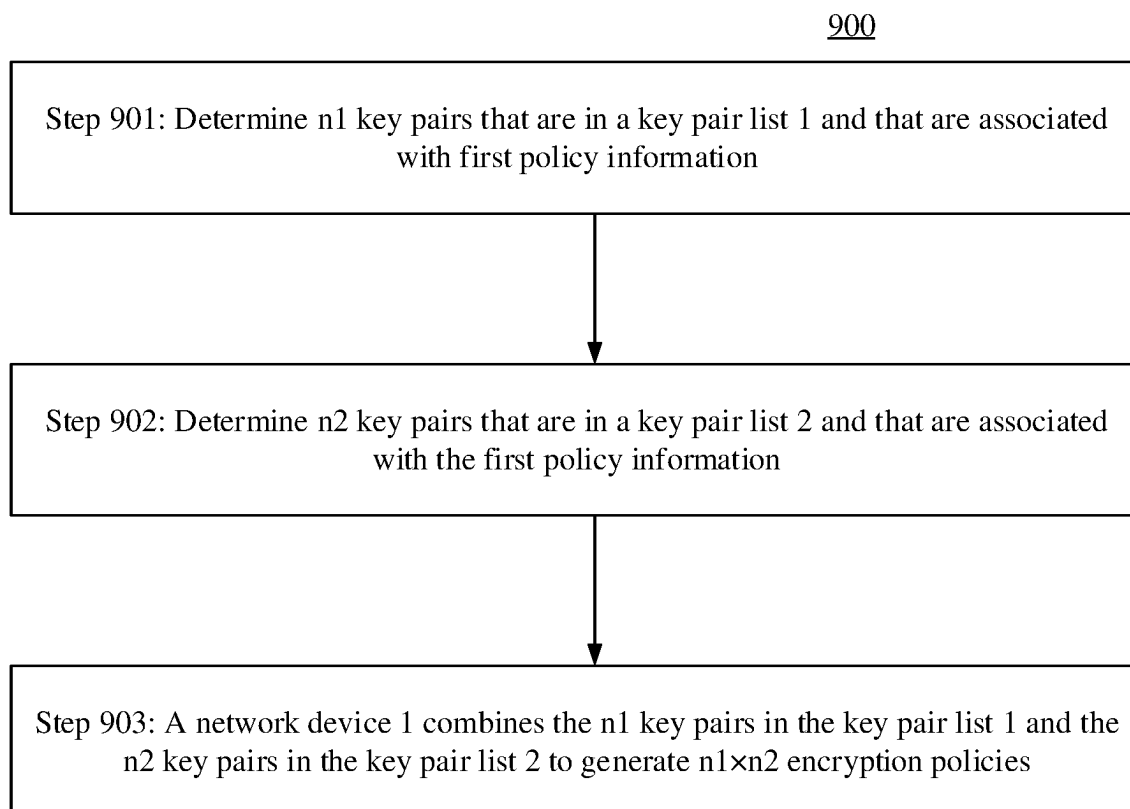 900
Step 901: Determine n1 key pairs that are in a key pair list 1 and that are associated
with first policy information
Step 902: Determine n2 key pairs that are in a key pair list 2 and that are associated
with the first policy information
Step 903: A network device 1 combines the n1 key pairs in the key pair list 1 and the
n2 key pairs in the key pair list 2 to generate n1×n2 encryption policies